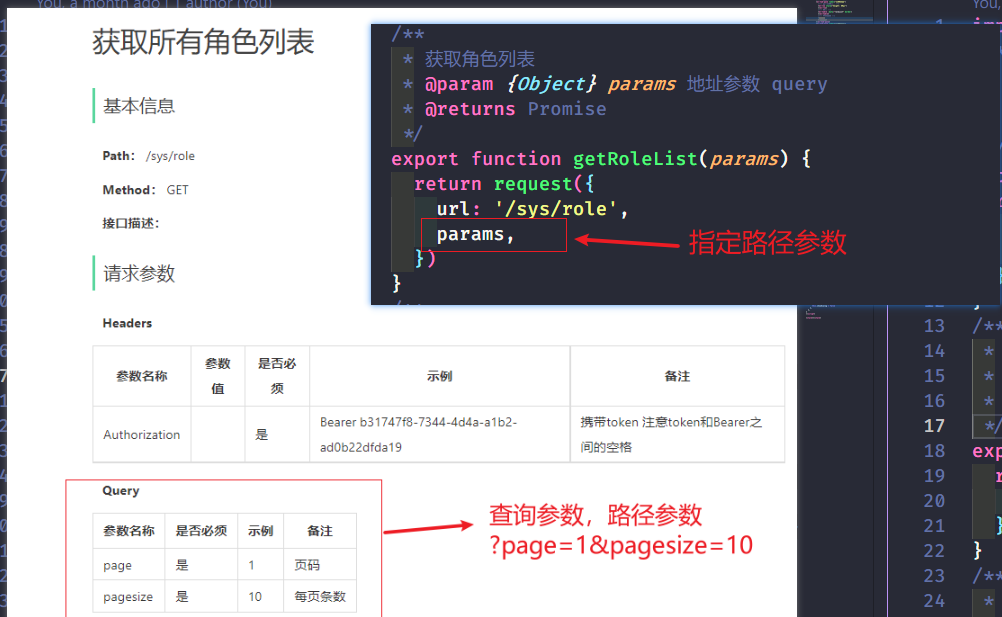 You, a month ago | 1 author (You)
获取所有角色列表
基本信息
Path： /sys/role
Method： GET
接口描述：
请求参数
Headers
参数名称 参数值 是否必须 示例 备注
Authorization 是 Bearer b31747f8-7344-4d4a-a1b2-ad0b22dfda19 携带token 注意token和Bearer之间的空格
Query
参数名称 是否必须 示例 备注
page 是 1 页码
pagesize 是 10 每页条数
查询参数，路径参数
?page=1&pagesize=10
/**
* 获取角色列表
* @param {Object} params 地址参数 query
* @returns Promise
*/
export function getRoleList(params) {
return request({
url: '/sys/role',
params,
})
}
指定路径参数
You,
13 /**
14 *
15 *
16 *
17 */
18 exp
19 r
20
21 }
22 }
23 /**
24 *